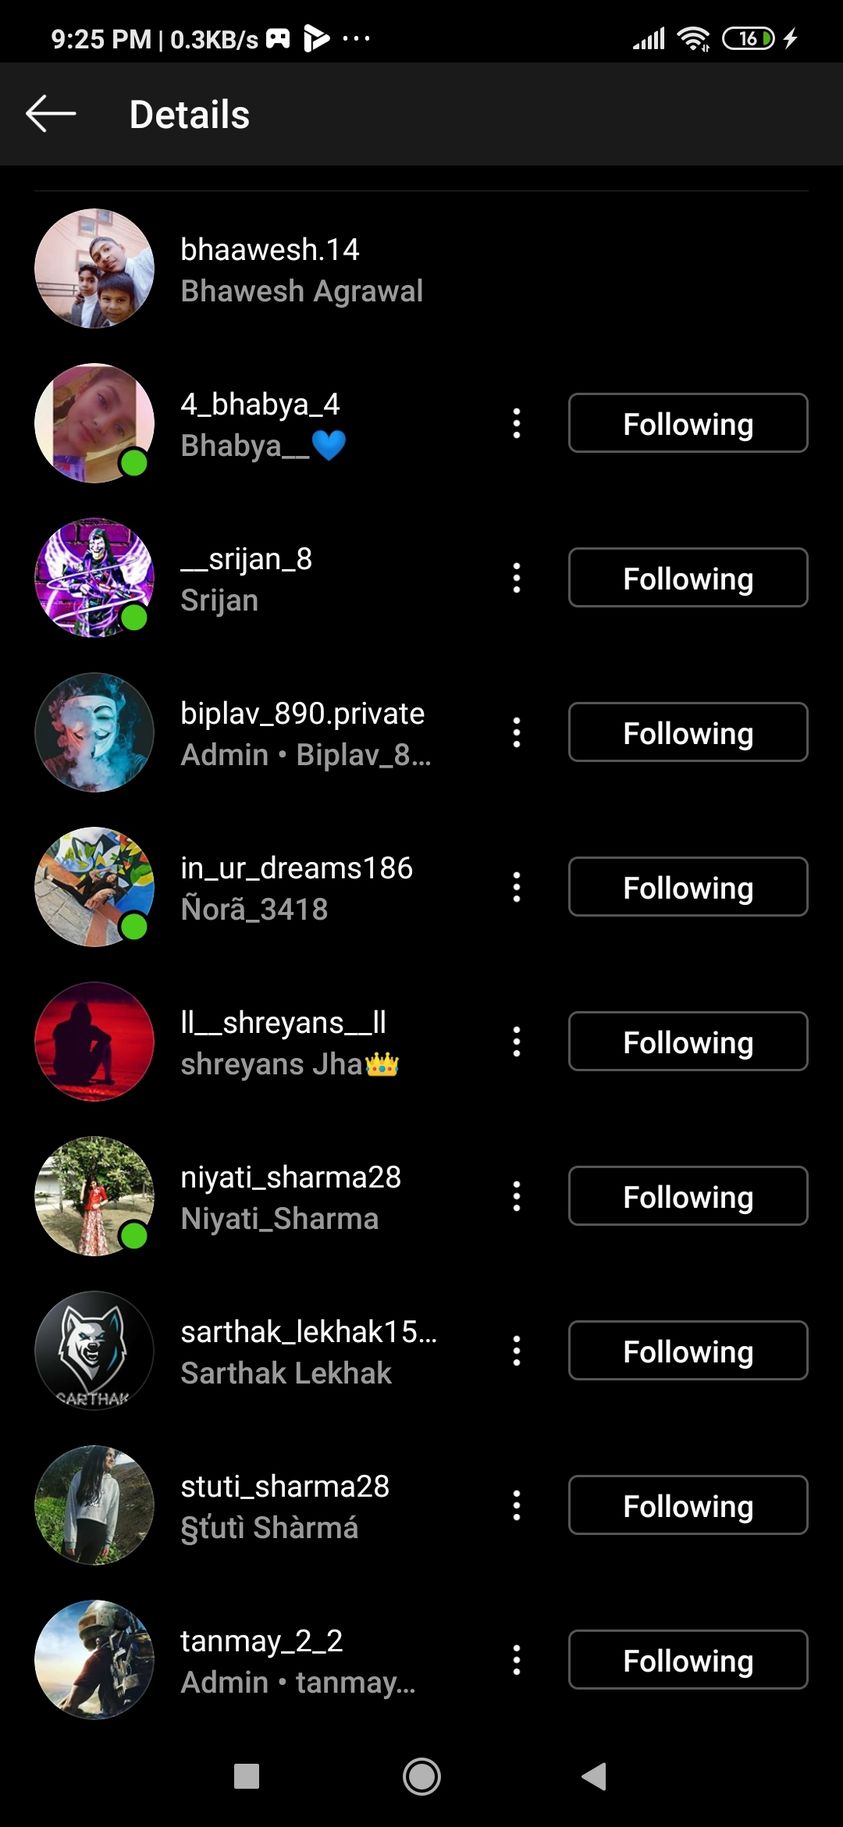 9:25 PM | 0.3KB/s ... 16
Details
bhaawesh.14
Bhawesh Agrawal
4_bhabya_4
Bhabya__💙
Following
__srijan_8
Srijan
Following
biplav_890.private
Admin • Biplav_8...
Following
in_ur_dreams186
Ñorã_3418
Following
ll__shreyans__ll
shreyans Jha👑
Following
niyati_sharma28
Niyati_Sharma
Following
sarthak_lekhak15...
Sarthak Lekhak
Following
SARTHAK
stuti_sharma28
§ťutì Shàrmá
Following
tanmay_2_2
Admin • tanmay...
Following